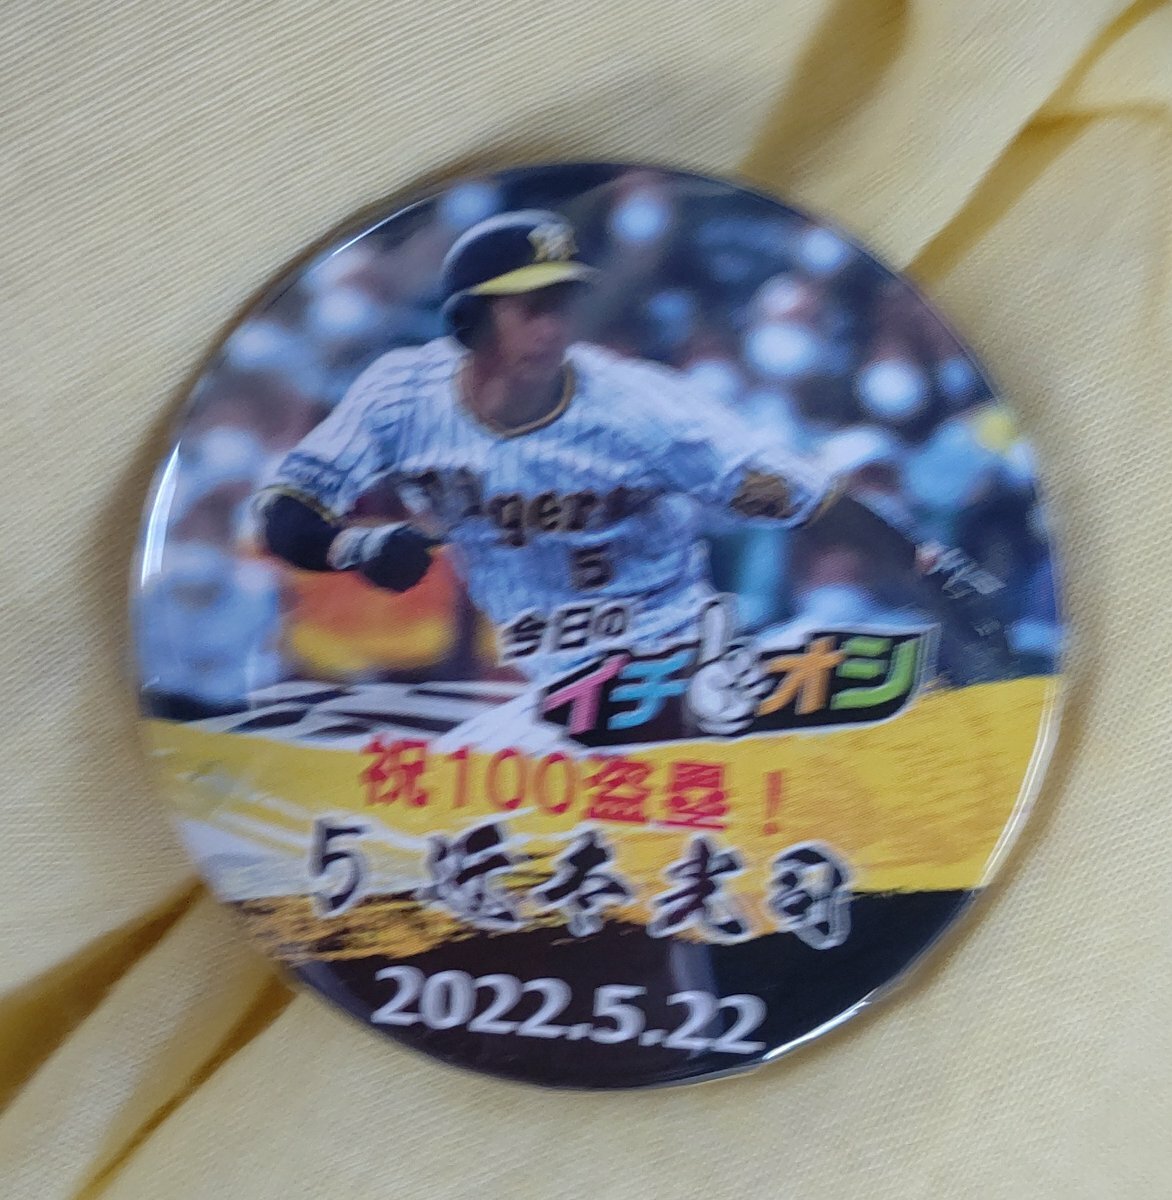 Tigers
5
今日の
イチオシ
祝100盗塁！
5 近本光司
2022.5.22